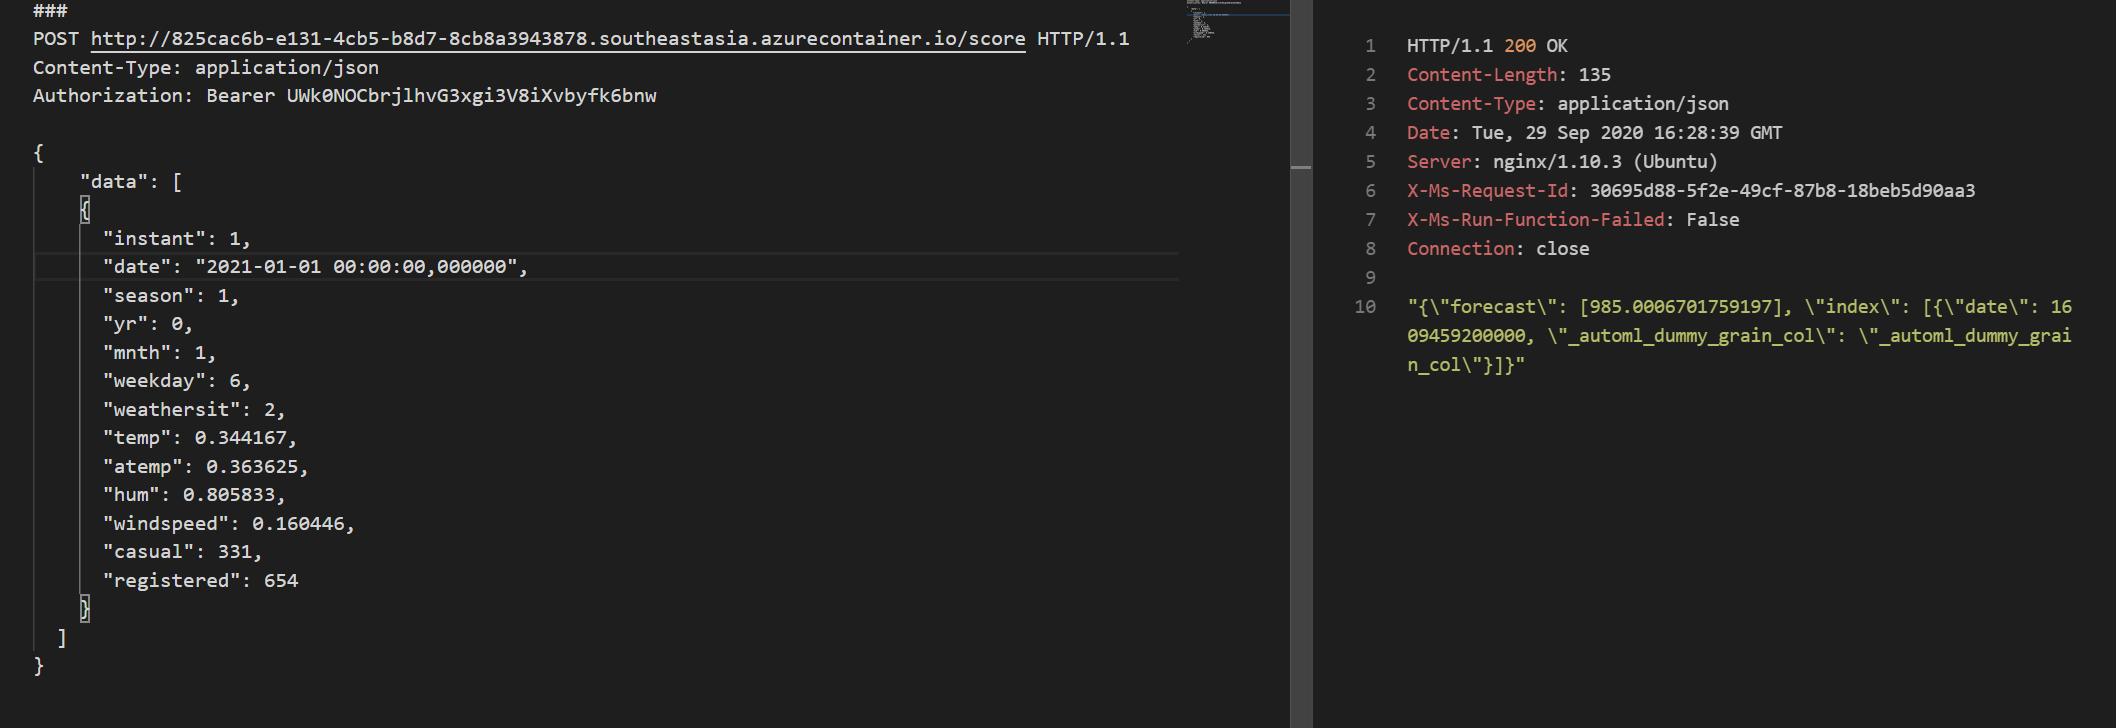 ###
POST http://825cac6b-e131-4cb5-b8d7-8cb8a3943878.southeastasia.azurecontainer.io/score HTTP/1.1
Content-Type: application/json
Authorization: Bearer UWk0NOCbrjlhvG3xgi3V8iXvbyfk6bnw
{
"data": [
{
"instant": 1,
"date": "2021-01-01 00:00:00,000000",
"season": 1,
"yr": 0,
"mnth": 1,
"weekday": 6,
"weathersit": 2,
"temp": 0.344167,
"atemp": 0.363625,
"hum": 0.805833,
"windspeed": 0.160446,
"casual": 331,
"registered": 654
}
]
}
1 HTTP/1.1 200 OK
2 Content-Length: 135
3 Content-Type: application/json
4 Date: Tue, 29 Sep 2020 16:28:39 GMT
5 Server: nginx/1.10.3 (Ubuntu)
6 X-Ms-Request-Id: 30695d88-5f2e-49cf-87b8-18beb5d90aa3
7 X-Ms-Run-Function-Failed: False
8 Connection: close
9
10 "{\"forecast\": [985.0006701759197], \"index\": [{\"date\": 16
09459200000, \"_automl_dummy_grain_col\": \"_automl_dummy_grai
n_col\"}]}"